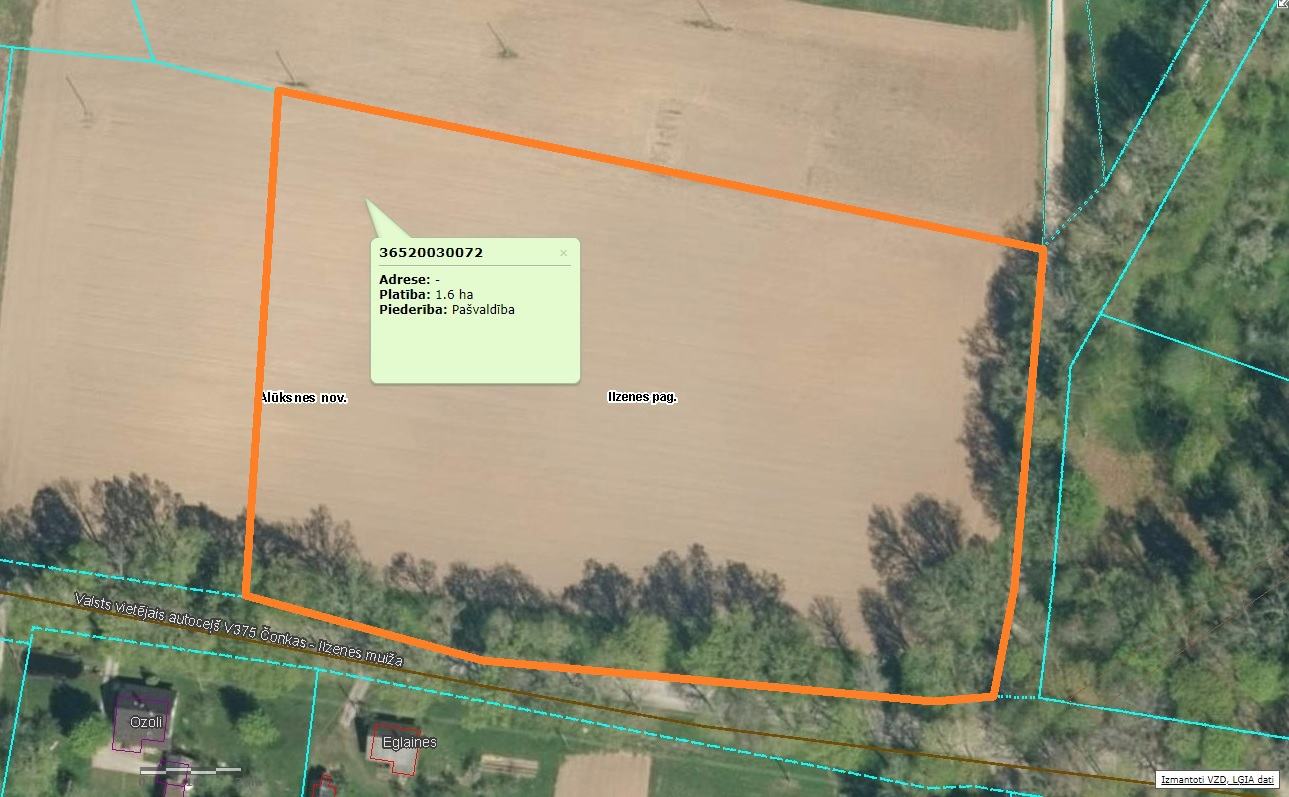 36520030072 ×
Adrese: -
Platība: 1.6 ha
Piederība: Pašvaldība
Alūksnes nov.
Ilzenes pag.
Valsts vietējais autoceļš V375 Čonkas - Ilzenes muiža
Ozoli
Eglaines
Izmantoti VZD, LĢIA dati